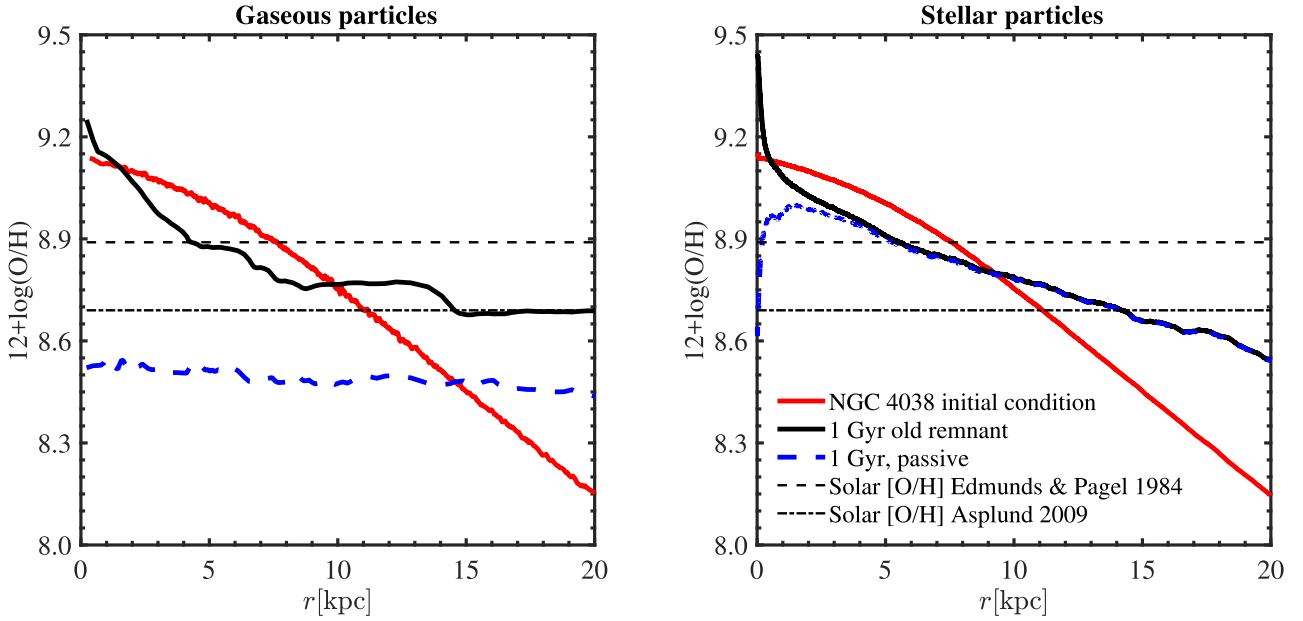 Gaseous particles
9.5
9.2
8.9
8.6
8.3
8.0
12+log(O/H)
0 5 10 15 20
r[kpc]
Stellar particles
9.5
9.2
8.9
8.6
8.3
8.0
12+log(O/H)
NGC 4038 initial condition
1 Gyr old remnant
1 Gyr, passive
Solar [O/H] Edmunds & Pagel 1984
Solar [O/H] Asplund 2009
0 5 10 15 20
r[kpc]